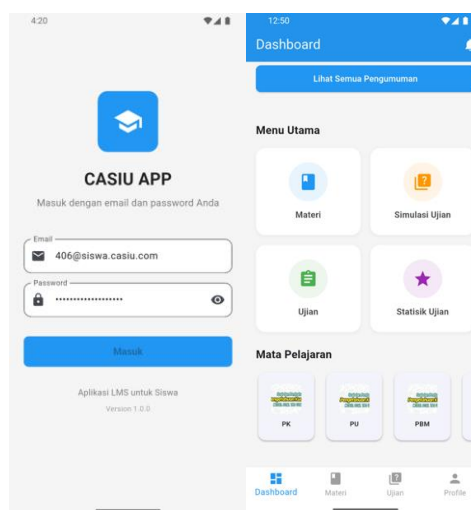 4:20
CASIU APP
Masuk dengan email dan password Anda
Email
406@siswa.casiu.com
Password
Masuk
Aplikasi LMS untuk Siswa
Version 1.0.0
12:50
Dashboard
Lihat Semua Pengumuman
Menu Utama
Materi
Simulasi Ujian
Ujian
Statisik Ujian
Mata Pelajaran
PK
PU
PBM
Dashboard
Materi
Ujian
Profile